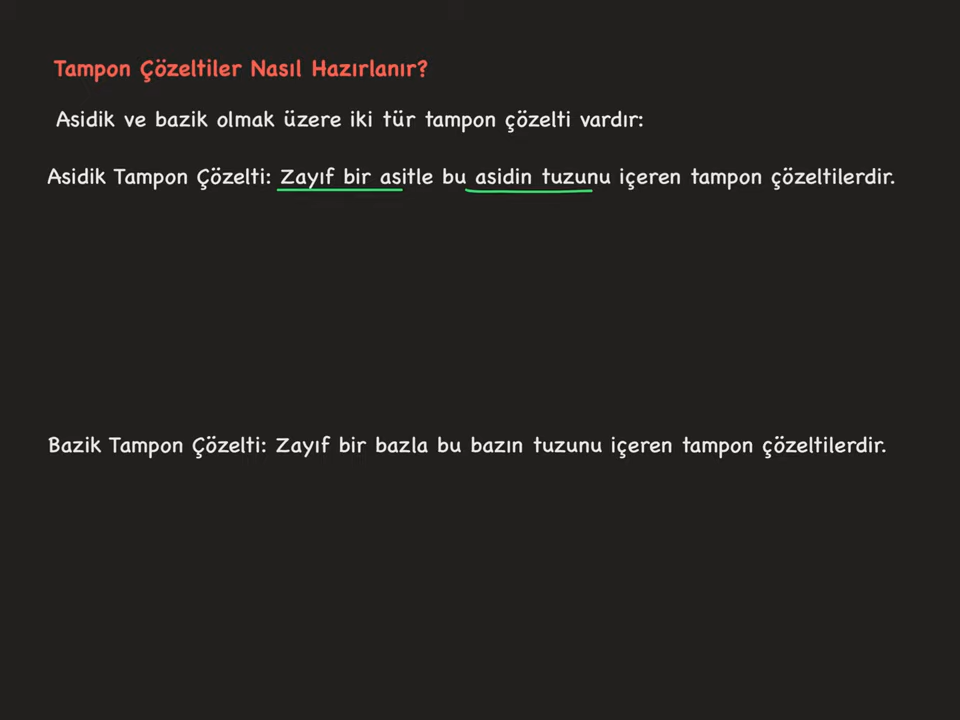 Tampon Çözeltiler Nasıl Hazırlanır?
Asidik ve bazik olmak üzere iki tür tampon çözelti vardır:
Asidik Tampon Çözelti: Zayıf bir asitle bu asidin tuzunu içeren tampon çözeltilerdir.
Bazik Tampon Çözelti: Zayıf bir bazla bu bazın tuzunu içeren tampon çözeltilerdir.